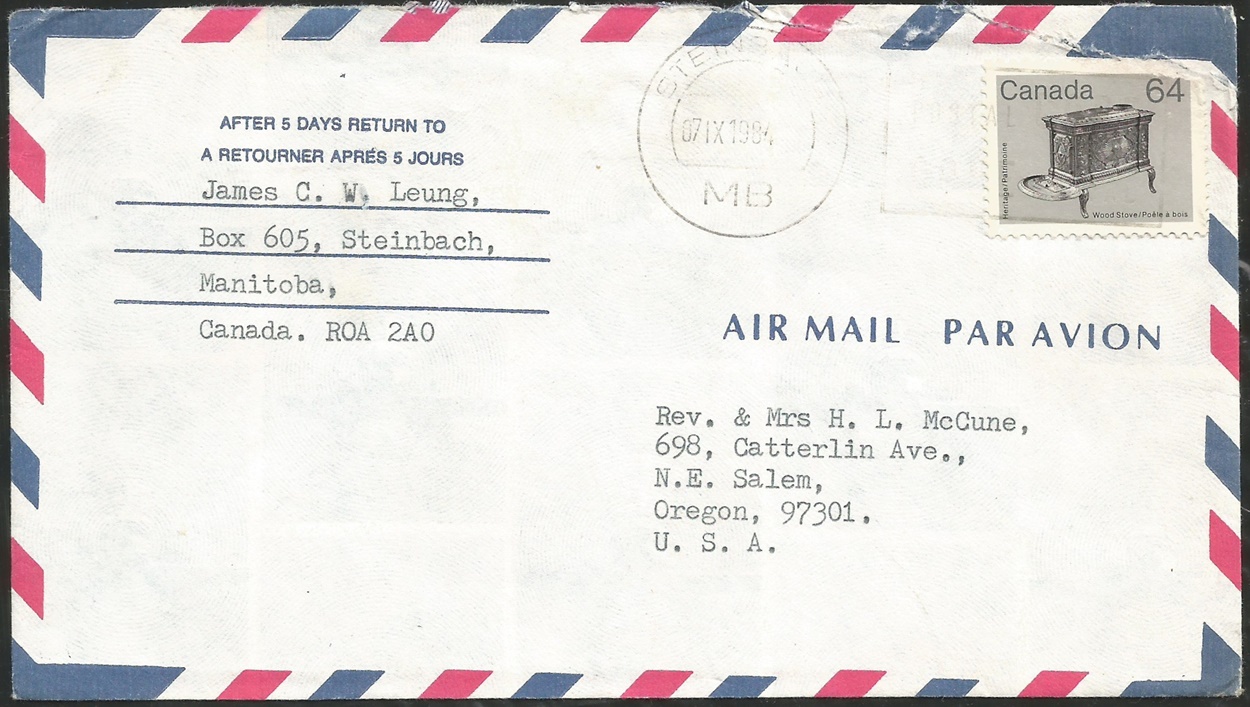 AFTER 5 DAYS RETURN TO
A RETOURNER APRÉS 5 JOURS
James C. W. Leung,
Box 605, Steinbach,
Manitoba,
Canada. ROA 2AO
07 IX 1984
MB
Canada 64
Heritage/Patrimoine
Wood Stove/Poêle à bois
AIR MAIL PAR AVION
Rev. & Mrs H. L. McCune,
698, Catterlin Ave.,
N.E. Salem,
Oregon, 97301.
U. S. A.